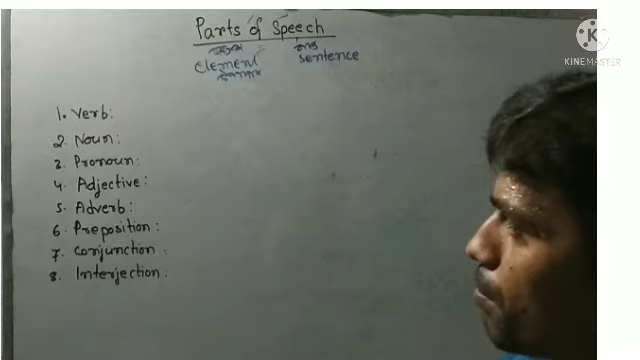 Parts of Speech
element sentence
1. Verb:
2. Noun:
3. Pronoun:
4. Adjective:
5. Adverb:
6. Preposition:
7. Conjunction:
8. Interjection:
KINEMASTER